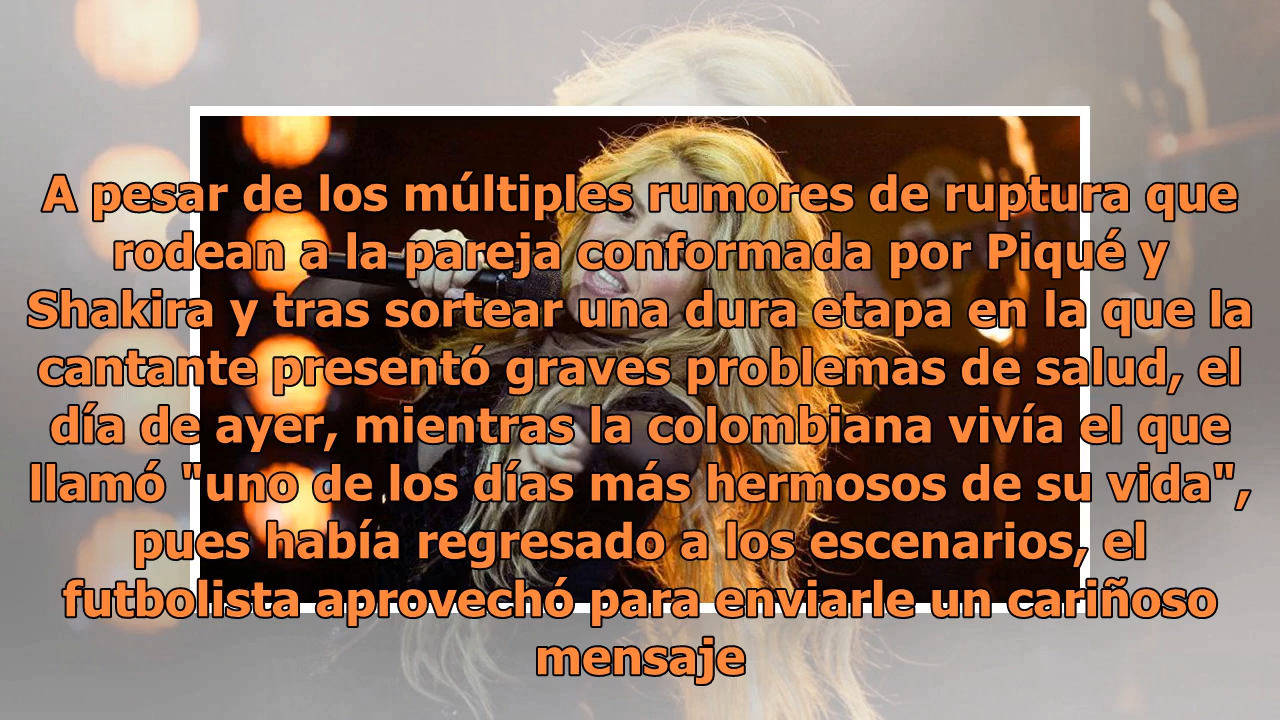 A pesar de los múltiples rumores de ruptura que
rodean a la pareja conformada por Piqué y
Shakira y tras sortear una dura etapa en la que la
cantante presentó graves problemas de salud, el
día de ayer, mientras la colombiana vivía el que
llamó "uno de los días más hermosos de su vida",
pues había regresado a los escenarios, el
futbolista aprovechó para enviarle un cariñoso
mensaje